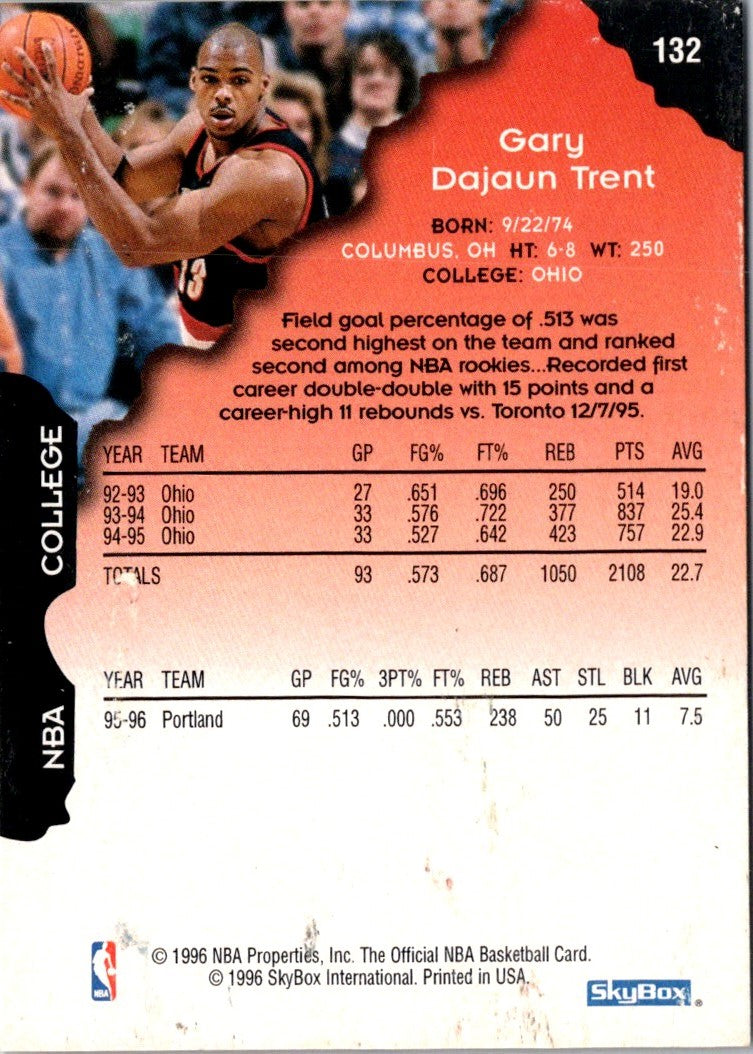 132
Gary
Dajaun Trent
BORN: 9/22/74
COLUMBUS, OH HT: 6-8 WT: 250
COLLEGE: OHIO
Field goal percentage of .513 was
second highest on the team and ranked
second among NBA rookies...Recorded first
career double-double with 15 points and a
career-high 11 rebounds vs. Toronto 12/7/95.
COLLEGE
YEAR TEAM GP FG% FT% REB PTS AVG
92-93 Ohio 27 .651 .696 250 514 19.0
93-94 Ohio 33 .576 .722 377 837 25.4
94-95 Ohio 33 .527 .642 423 757 22.9
TOTALS 93 .573 .687 1050 2108 22.7
NBA
YEAR TEAM GP FG% 3PT% FT% REB AST STL BLK AVG
95-96 Portland 69 .513 .000 .553 238 50 25 11 7.5
© 1996 NBA Properties, Inc. The Official NBA Basketball Card.
© 1996 SkyBox International. Printed in USA.
NBA
SkyBox®